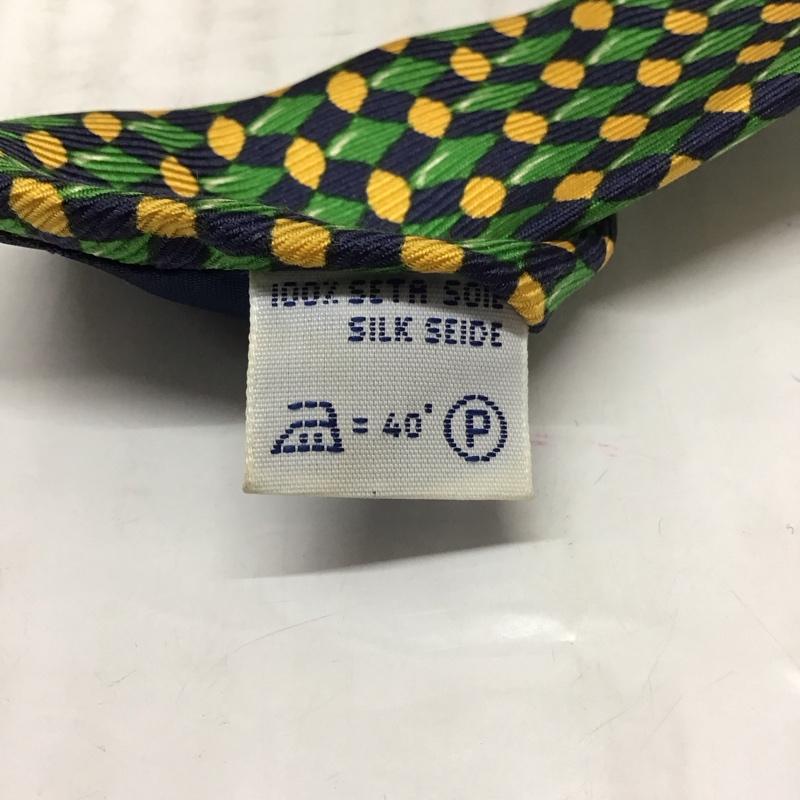 100% SETA SOIE
SILK SEIDE
= 40° P